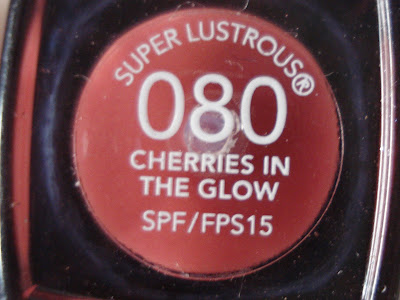 SUPER LUSTROUS®
080
CHERRIES IN
THE GLOW
SPF/FPS15